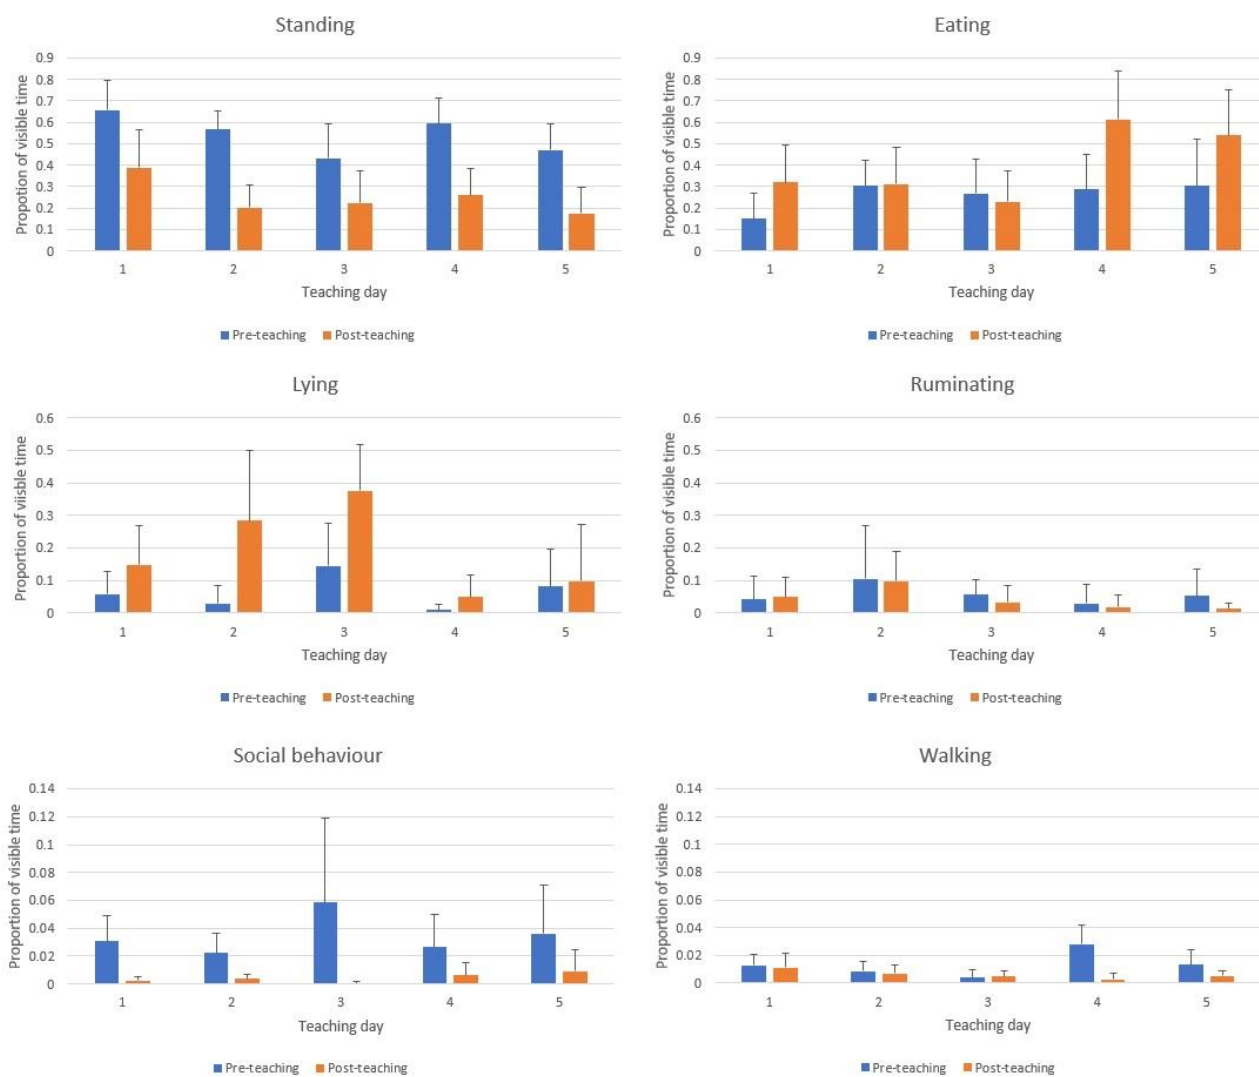 Standing
Propotion of visible time
0.9
0.8
0.7
0.6
0.5
0.4
0.3
0.2
0.1
0
1 2 3 4 5
Teaching day
Pre-teaching Post-teaching
Eating
Proportion of visible time
0.9
0.8
0.7
0.6
0.5
0.4
0.3
0.2
0.1
0
1 2 3 4 5
Teaching day
Pre-teaching Post-teaching
Lying
Proportion of viisble time
0.6
0.5
0.4
0.3
0.2
0.1
0
1 2 3 4 5
Teaching day
Pre-teaching Post-teaching
Ruminating
Proportion of visible time
0.6
0.5
0.4
0.3
0.2
0.1
0
1 2 3 4 5
Teaching day
Pre-teaching Post-teaching
Social behaviour
Proportion of visible time
0.14
0.12
0.1
0.08
0.06
0.04
0.02
0
1 2 3 4 5
Teaching day
Pre-teaching Post-teaching
Walking
Proportion of visible time
0.14
0.12
0.1
0.08
0.06
0.04
0.02
0
1 2 3 4 5
Teaching day
Pre-teaching Post-teaching